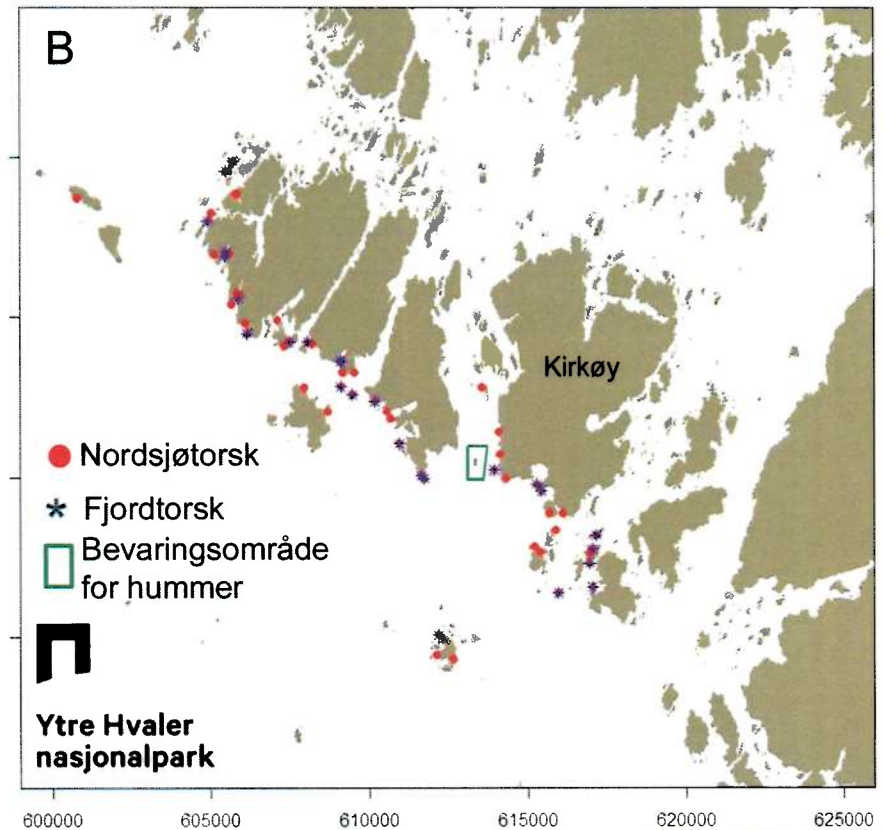 B
Kirkøy
Nordsjøtorsk
Fjordtorsk
Bevaringsområde
for hummer
Ytre Hvaler
nasjonalpark
600000 605000 610000 615000 620000 625000